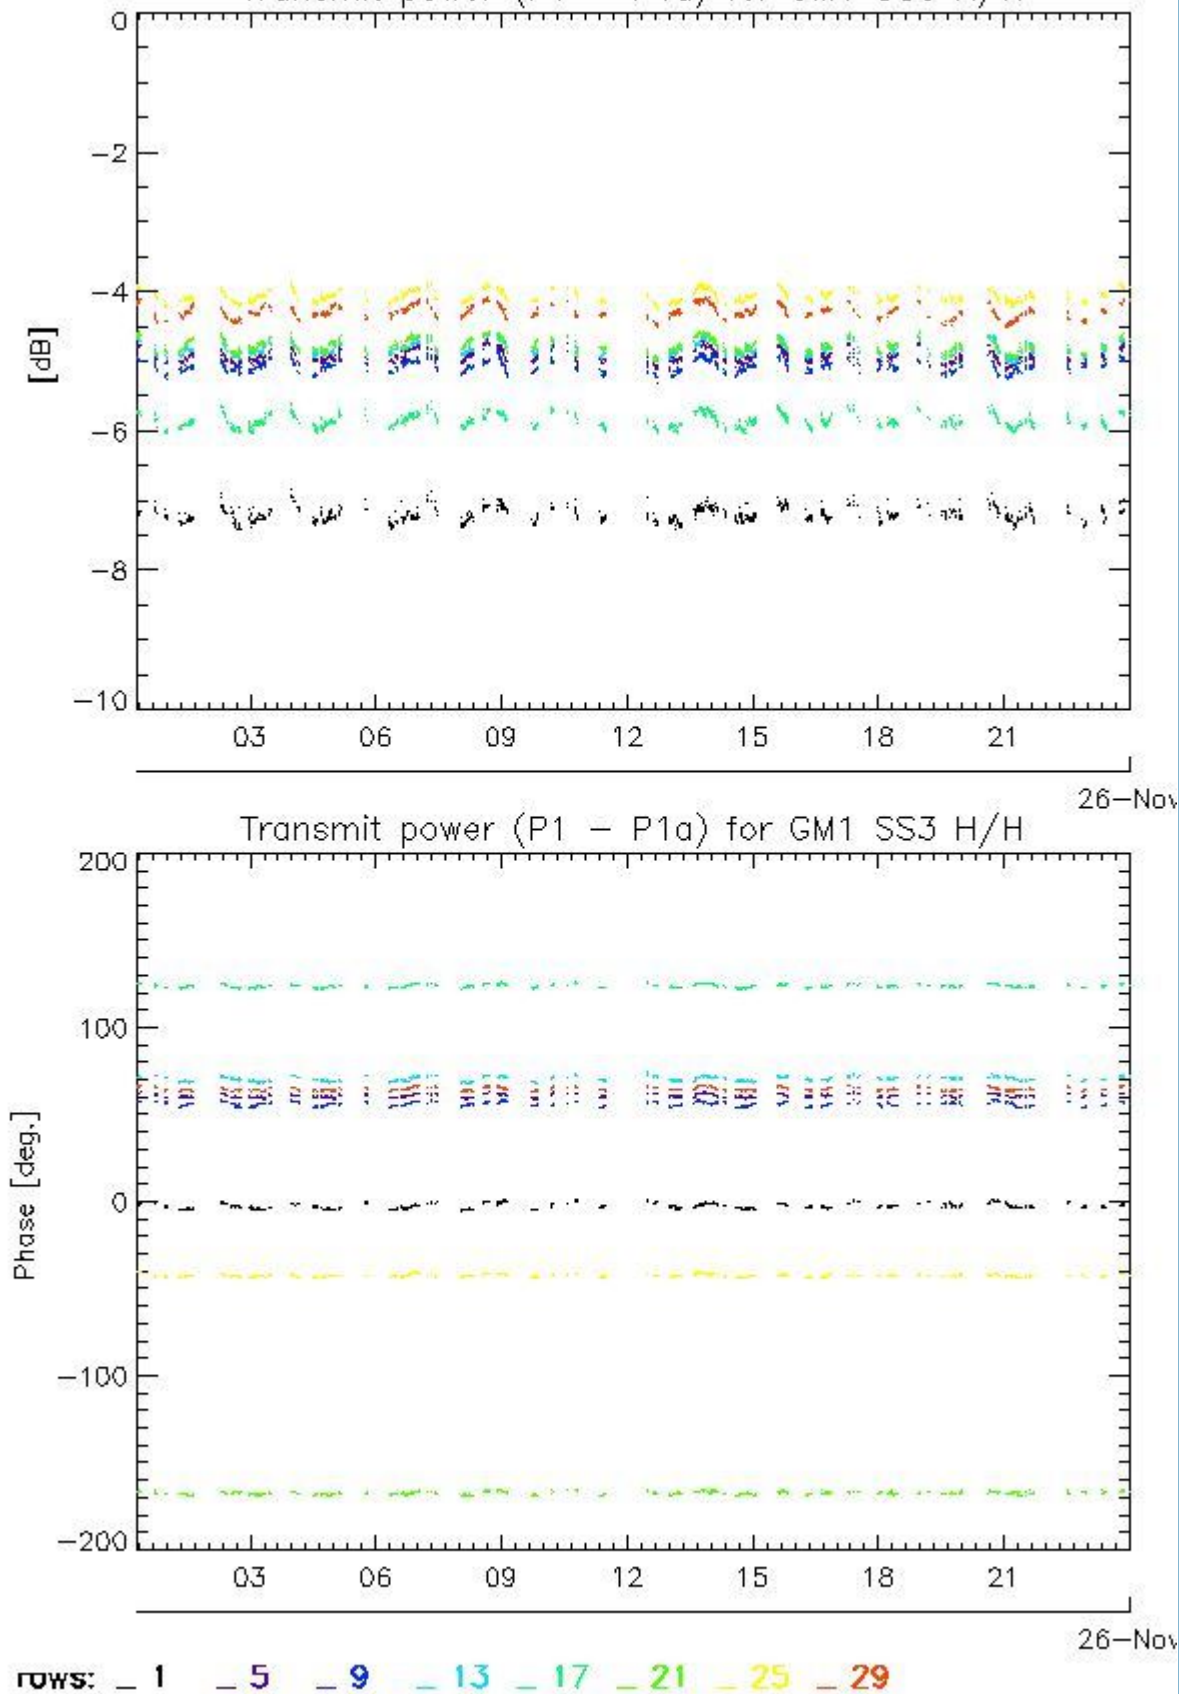 0
−2
−4
[dB]
−6
−8
−10
03 06 09 12 15 18 21
26−Nov
Transmit power (P1 − P1a) for GM1 SS3 H/H
200
100
Phase [deg.]
0
−100
−200
03 06 09 12 15 18 21
26−Nov
rows: _ 1 _ 5 _ 9 _ 13 _ 17 _ 21 _ 25 _ 29